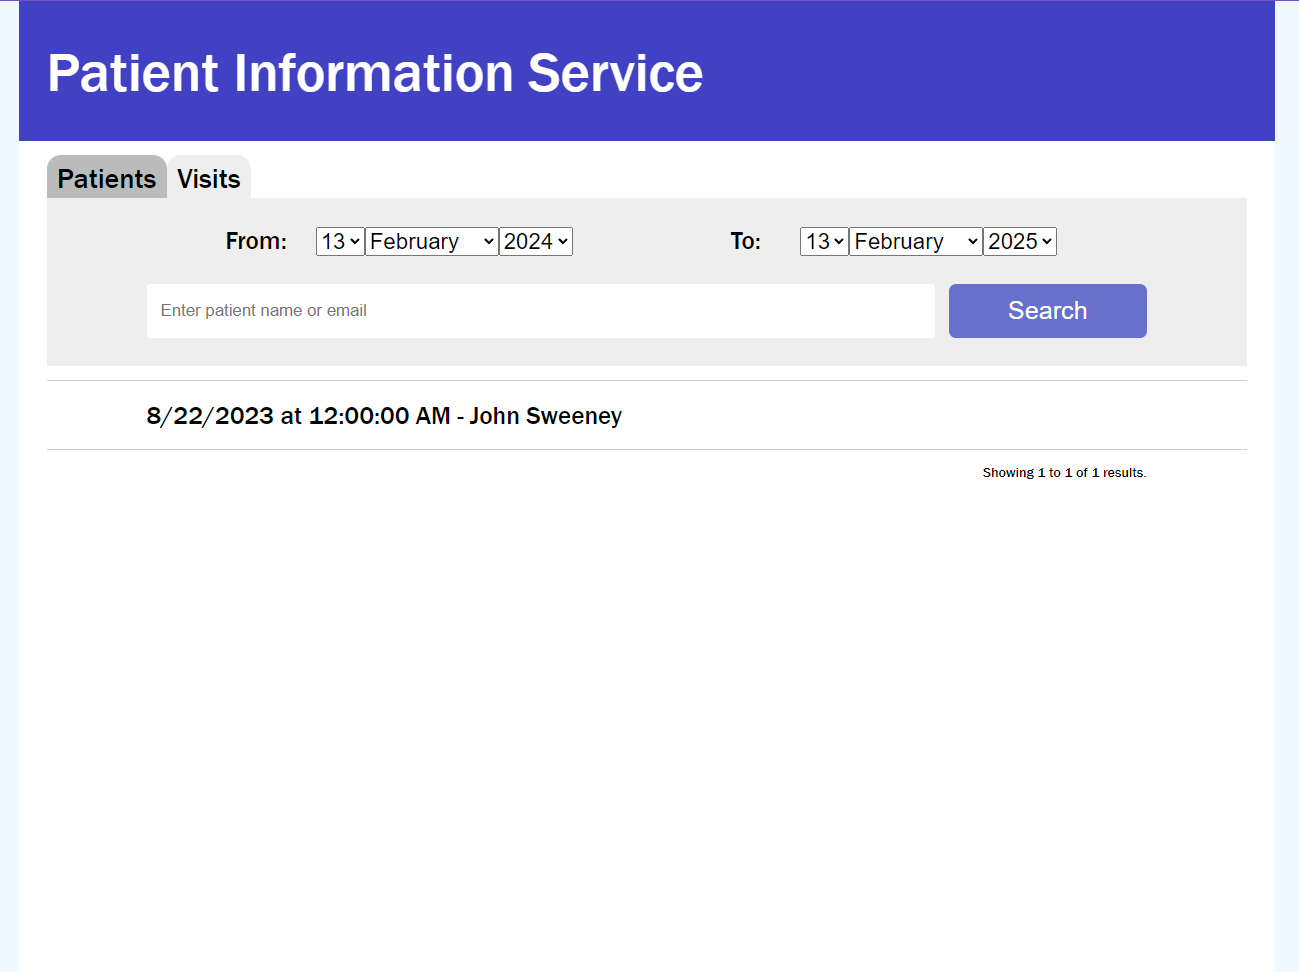 Patient Information Service
Patients Visits
From: 13 February 2024 To: 13 February 2025
Enter patient name or email Search
8/22/2023 at 12:00:00 AM - John Sweeney
Showing 1 to 1 of 1 results.